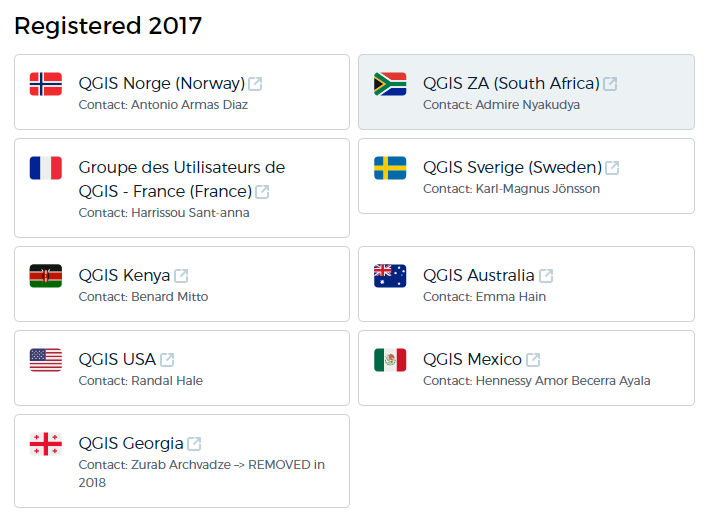 Registered 2017
QGIS Norge (Norway)
Contact: Antonio Armas Diaz
QGIS ZA (South Africa)
Contact: Admire Nyakudya
Groupe des Utilisateurs de
QGIS - France (France)
Contact: Harrissou Sant-anna
QGIS Sverige (Sweden)
Contact: Karl-Magnus Jönsson
QGIS Kenya
Contact: Benard Mitto
QGIS Australia
Contact: Emma Hain
QGIS USA
Contact: Randal Hale
QGIS Mexico
Contact: Hennessy Amor Becerra Ayala
QGIS Georgia
Contact: Zurab Archvadze –> REMOVED in
2018